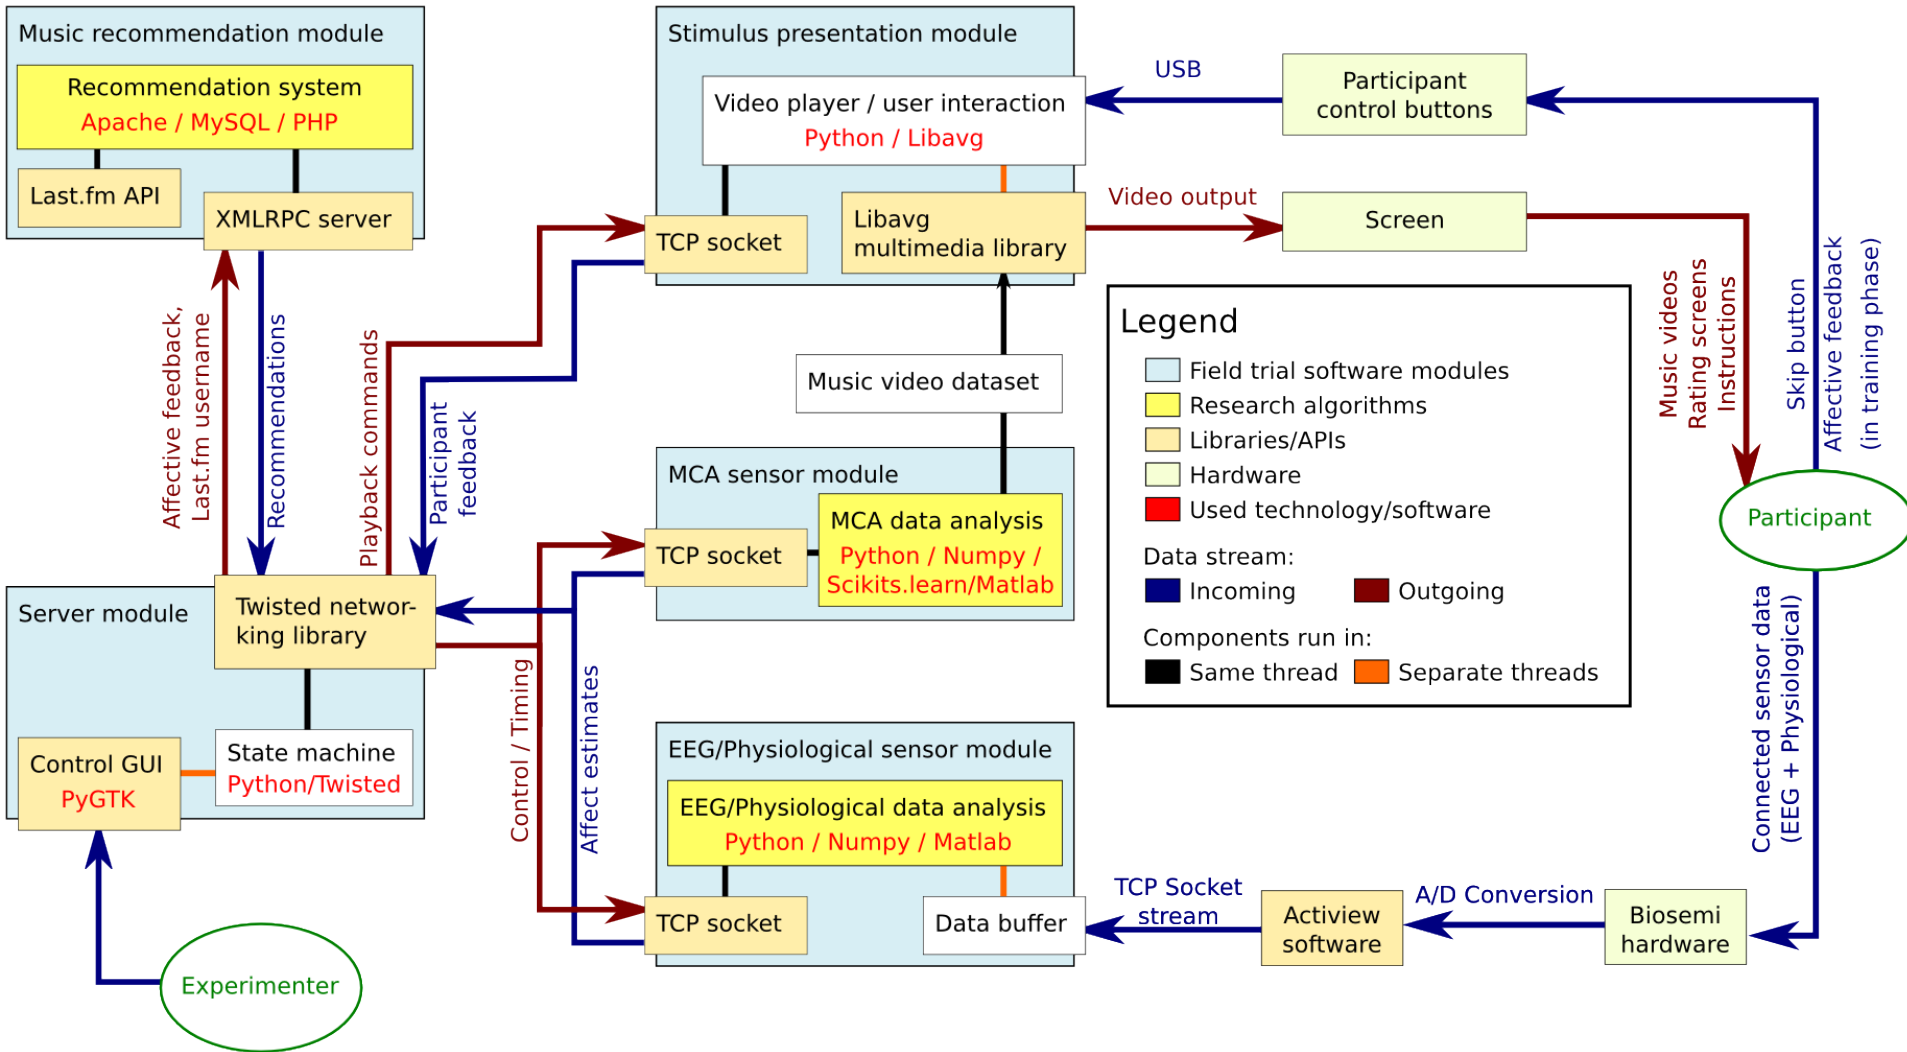 Music recommendation module
Recommendation system
Apache / MySQL / PHP
Last.fm API
XMLRPC server
Affective feedback,
Last.fm username
Recommendations
Playback commands
Participant
feedback
Stimulus presentation module
Video player / user interaction
Python / Libavg
TCP socket
Libavg
multimedia library
USB
Participant
control buttons
Video output
Screen
Music videos
Rating screens
Instructions
Skip button
Affective feedback
(in training phase)
Participant
Music video dataset
MCA sensor module
TCP socket
MCA data analysis
Python / Numpy /
Scikits.learn/Matlab
Legend
Field trial software modules
Research algorithms
Libraries/APIs
Hardware
Used technology/software
Data stream:
Incoming
Outgoing
Components run in:
Same thread
Separate threads
Server module
Twisted networ-
king library
Control GUI
PyGTK
State machine
Python/Twisted
Experimenter
Control / Timing
Affect estimates
EEG/Physiological sensor module
EEG/Physiological data analysis
Python / Numpy / Matlab
TCP socket
Data buffer
TCP Socket
stream
Actiview
software
A/D Conversion
Biosemi
hardware
Connected sensor data
(EEG + Physiological)